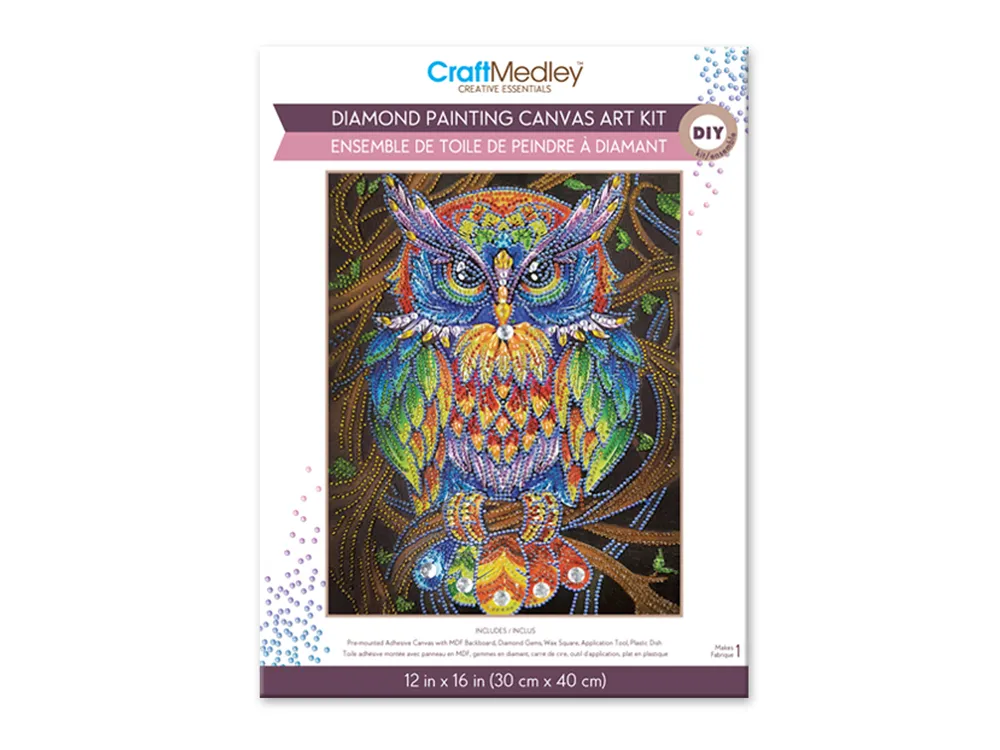 CraftMedley™
CREATIVE ESSENTIALS
DIAMOND PAINTING CANVAS ART KIT
ENSEMBLE DE TOILE DE PEINDRE À DIAMANT
DIY
kit/ensemble
INCLUDES / INCLUS
Pre-mounted Adhesive Canvas with MDF Backboard, Diamond Gems, Wax Square, Application Tool, Plastic Dish
Toile adhésive montée avec panneau en MDF, gemmes en diamant, carré de cire, outil d'application, plat en plastique
Makes
Fabrique 1
12 in x 16 in (30 cm x 40 cm)